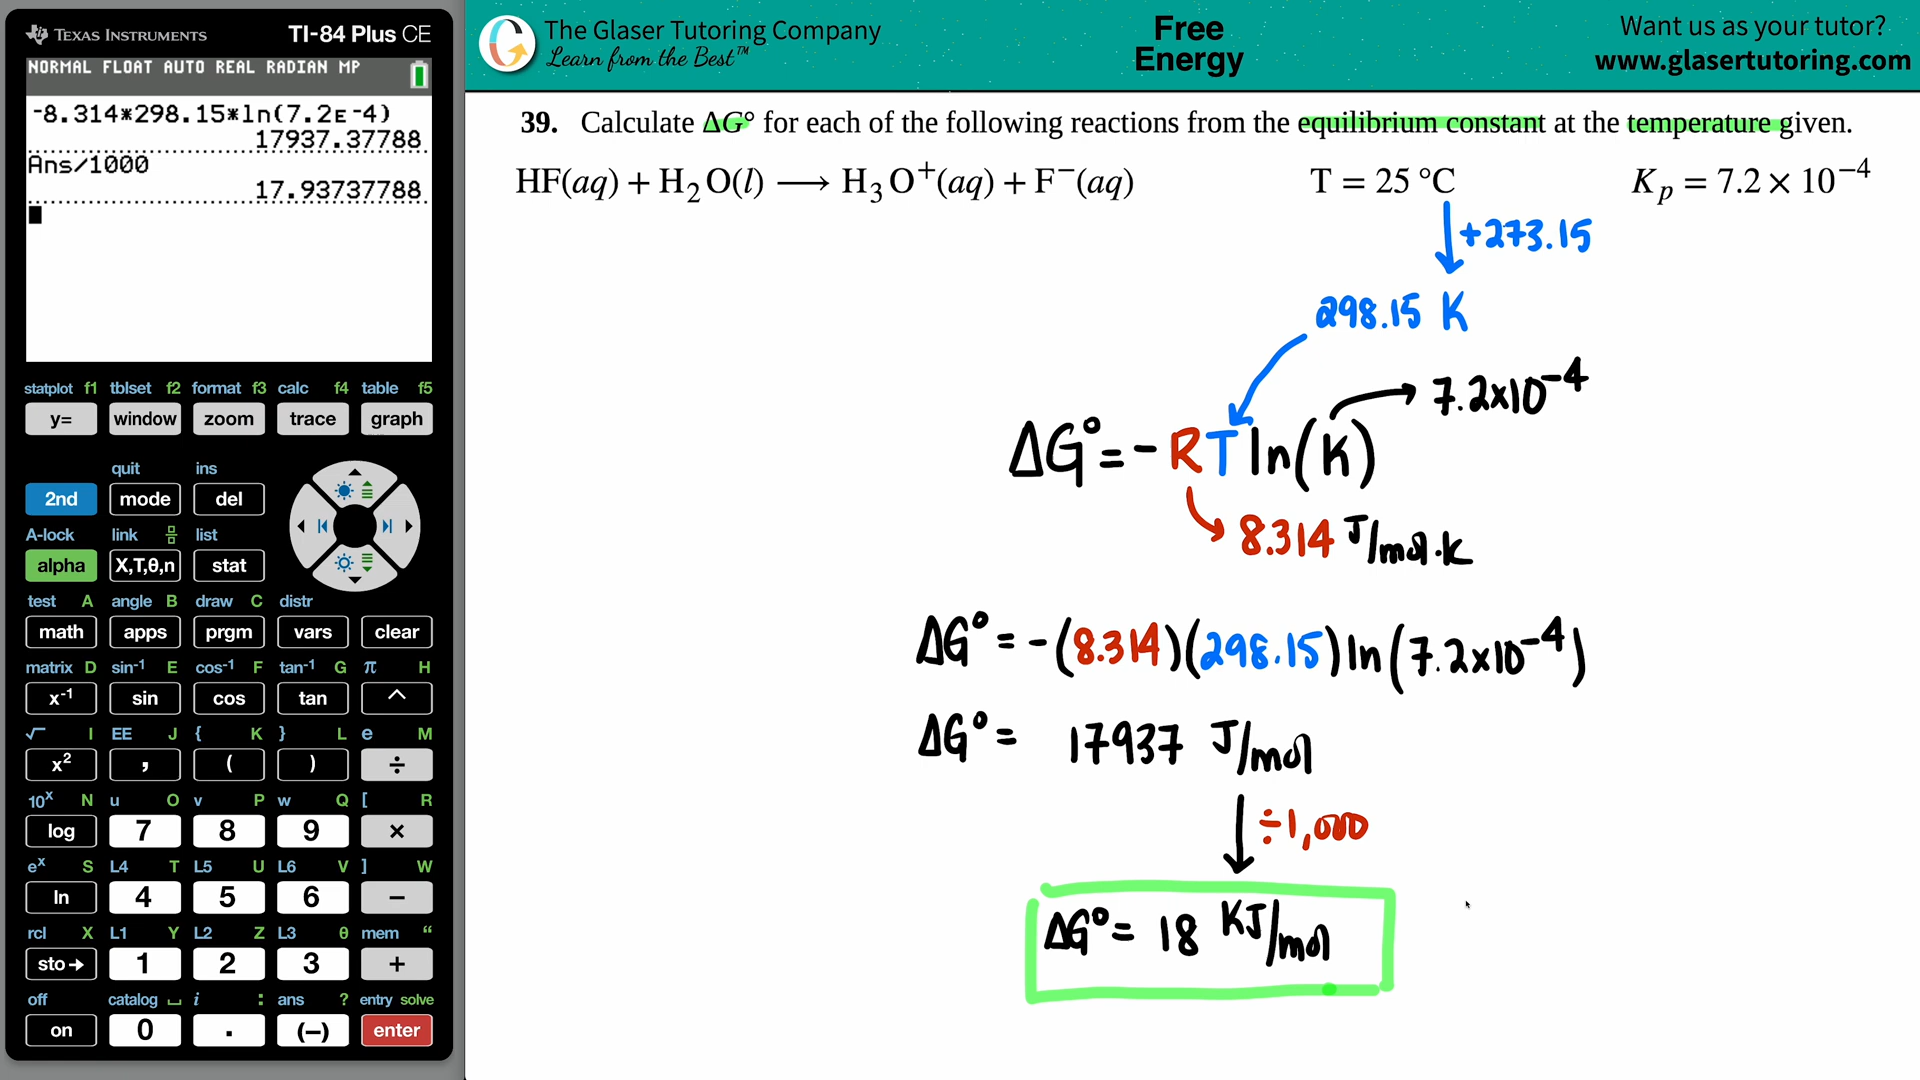 TEXAS INSTRUMENTS TI-84 Plus CE
NORMAL FLOAT AUTO REAL RADIAN MP
-8.314*298.15*ln(7.2E-4)
17937.37788
Ans/1000
17.93737788
statplot f1 tblset f2 format f3 calc f4 table f5
y= window zoom trace graph
quit ins
2nd mode del
A-lock link list
alpha X,T,θ,n stat
test A angle B draw C distr
math apps prgm vars clear
matrix D sin⁻¹ E cos⁻¹ F tan⁻¹ G π H
x⁻¹ sin cos tan ^
√ I EE J { K } L e M
x² , ( ) ÷
10ˣ N u O v P w Q [ R
log 7 8 9 ×
eˣ S L4 T L5 U L6 V ] W
ln 4 5 6 −
rcl X L1 Y L2 Z L3 θ mem “
sto→ 1 2 3 +
off catalog ⎵ i : ans ? entry solve
on 0 . (−) enter
The Glaser Tutoring Company
Learn from the Best™
Free
Energy
Want us as your tutor?
www.glasertutoring.com
39. Calculate ΔG° for each of the following reactions from the equilibrium constant at the temperature given.
HF(aq) + H₂O(l) ⟶ H₃O⁺(aq) + F⁻(aq) T = 25 °C Kₚ = 7.2 × 10⁻⁴
+273.15
298.15 K
7.2x10⁻⁴
ΔG° = -RT ln(K)
8.314 J/mol·K
ΔG° = -(8.314)(298.15) ln(7.2x10⁻⁴)
ΔG° = 17937 J/mol
÷1,000
ΔG° = 18 KJ/mol